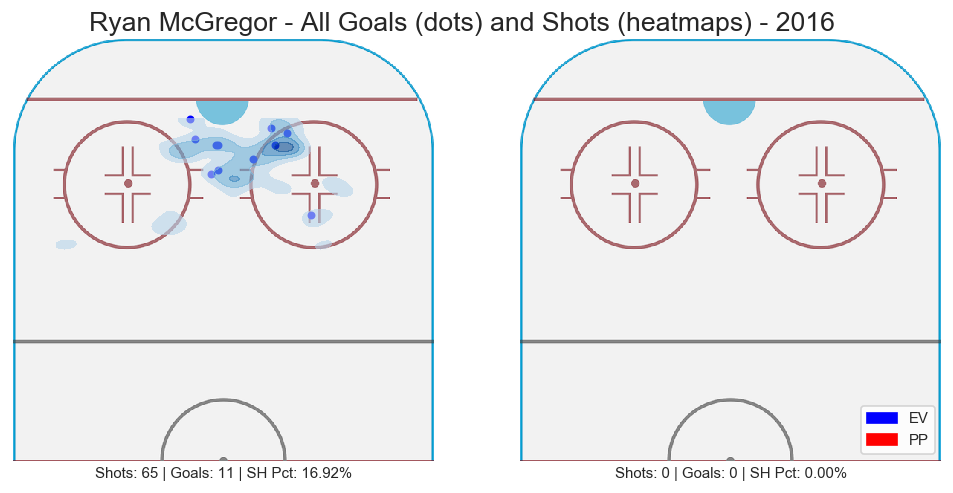 Ryan McGregor - All Goals (dots) and Shots (heatmaps) - 2016
EV
PP
Shots: 65 | Goals: 11 | SH Pct: 16.92%
Shots: 0 | Goals: 0 | SH Pct: 0.00%